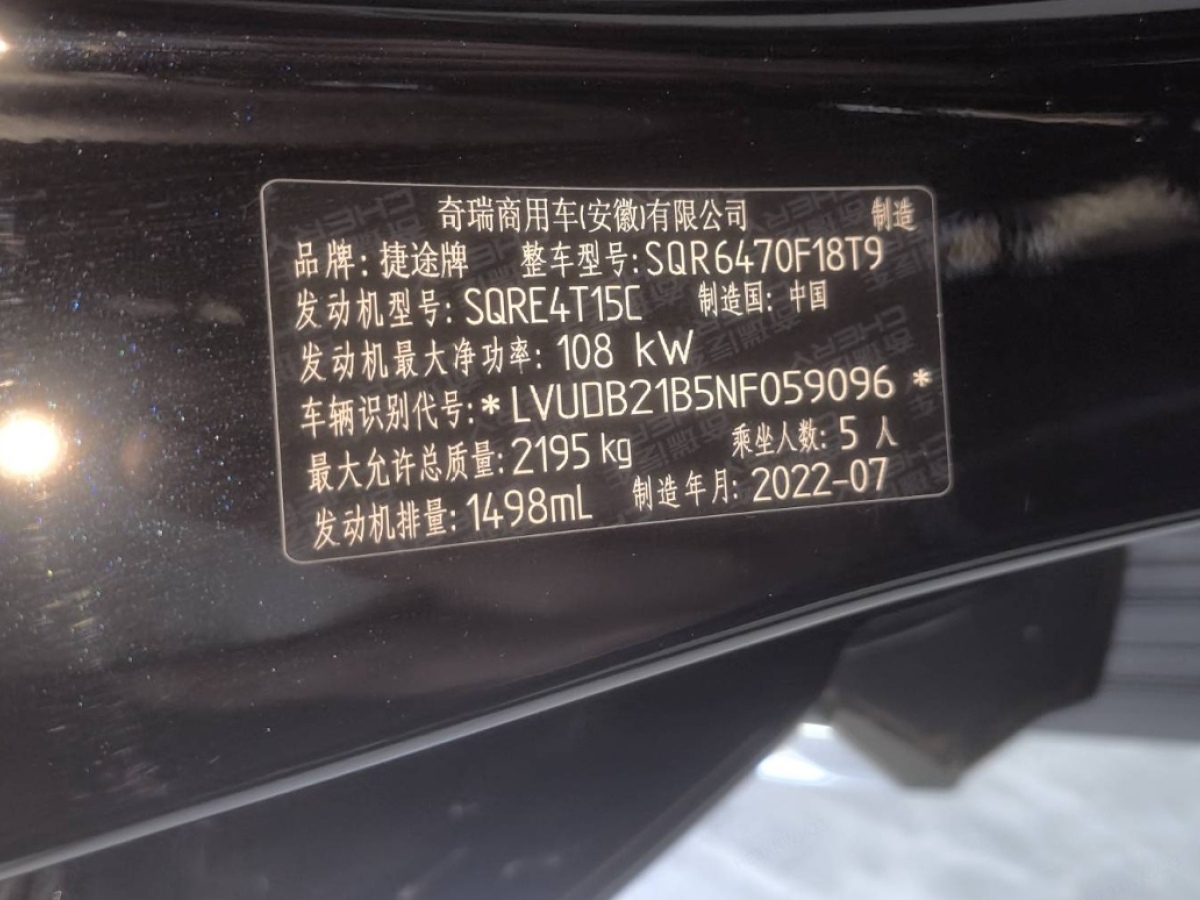 奇瑞商用车(安徽)有限公司 制造
品牌:捷途牌 整车型号:SQR6470F18T9
发动机型号:SQRE4T15C 制造国:中国
发动机最大净功率:108 kW
车辆识别代号:*LVUDB21B5NF059096*
最大允许总质量:2195kg 乘坐人数:5 人
发动机排量:1498mL 制造年月:2022-07